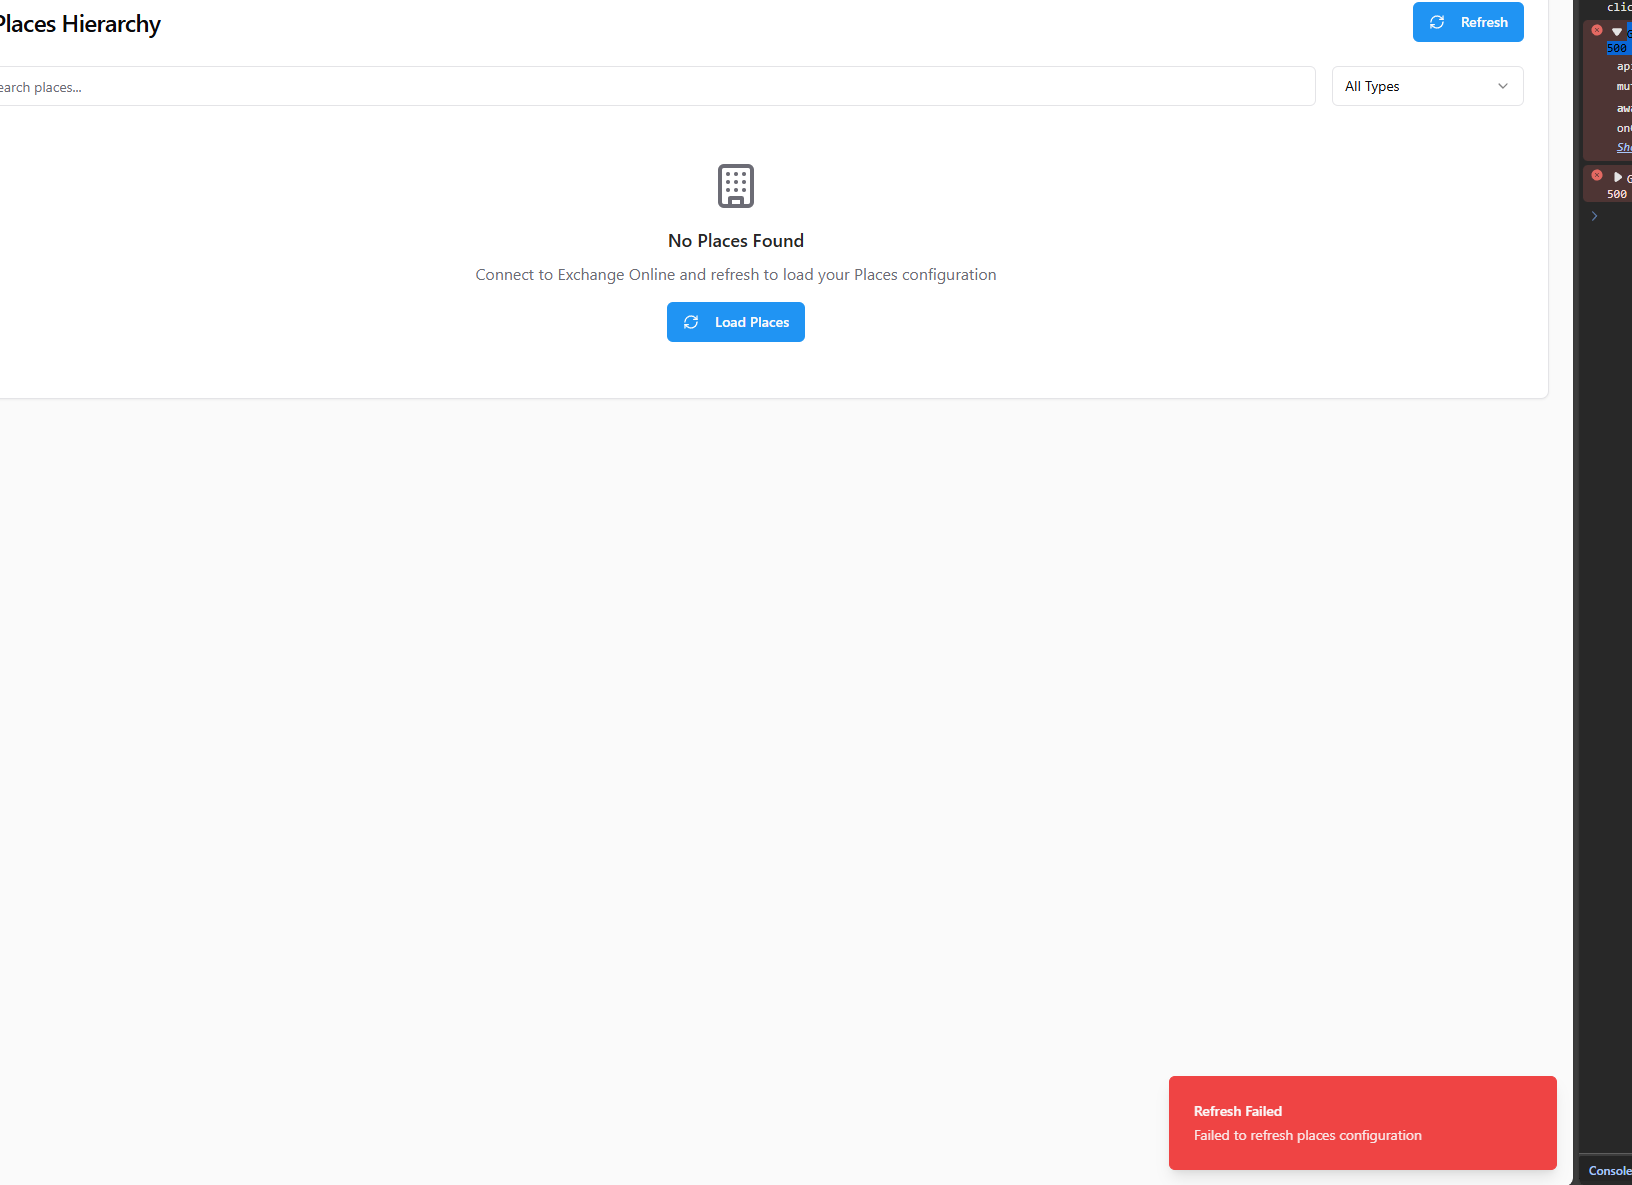 Places Hierarchy
Refresh
earch places...
All Types
No Places Found
Connect to Exchange Online and refresh to load your Places configuration
Load Places
Refresh Failed
Failed to refresh places configuration
clic
500
ap
mu
awa
on
Sh
G
500
Console